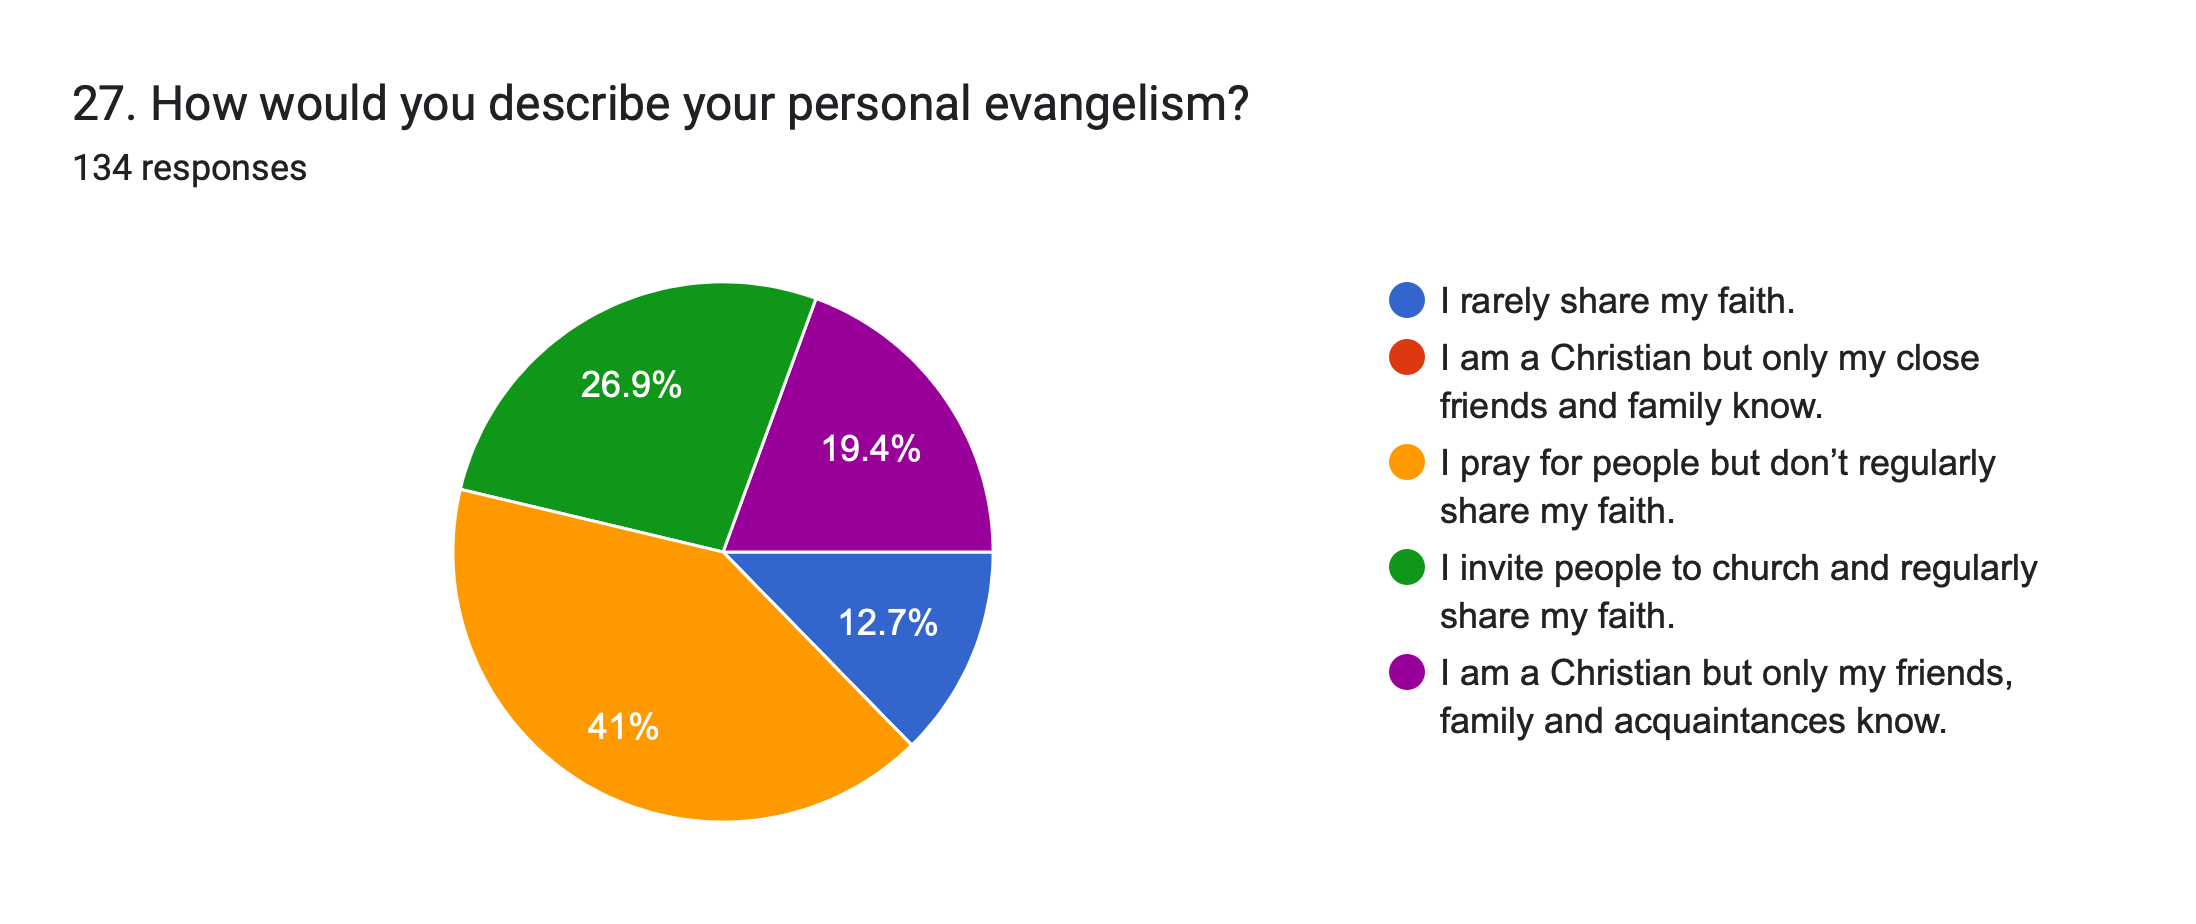 27. How would you describe your personal evangelism?
134 responses
26.9%
19.4%
12.7%
41%
I rarely share my faith.
I am a Christian but only my close
friends and family know.
I pray for people but don’t regularly
share my faith.
I invite people to church and regularly
share my faith.
I am a Christian but only my friends,
family and acquaintances know.